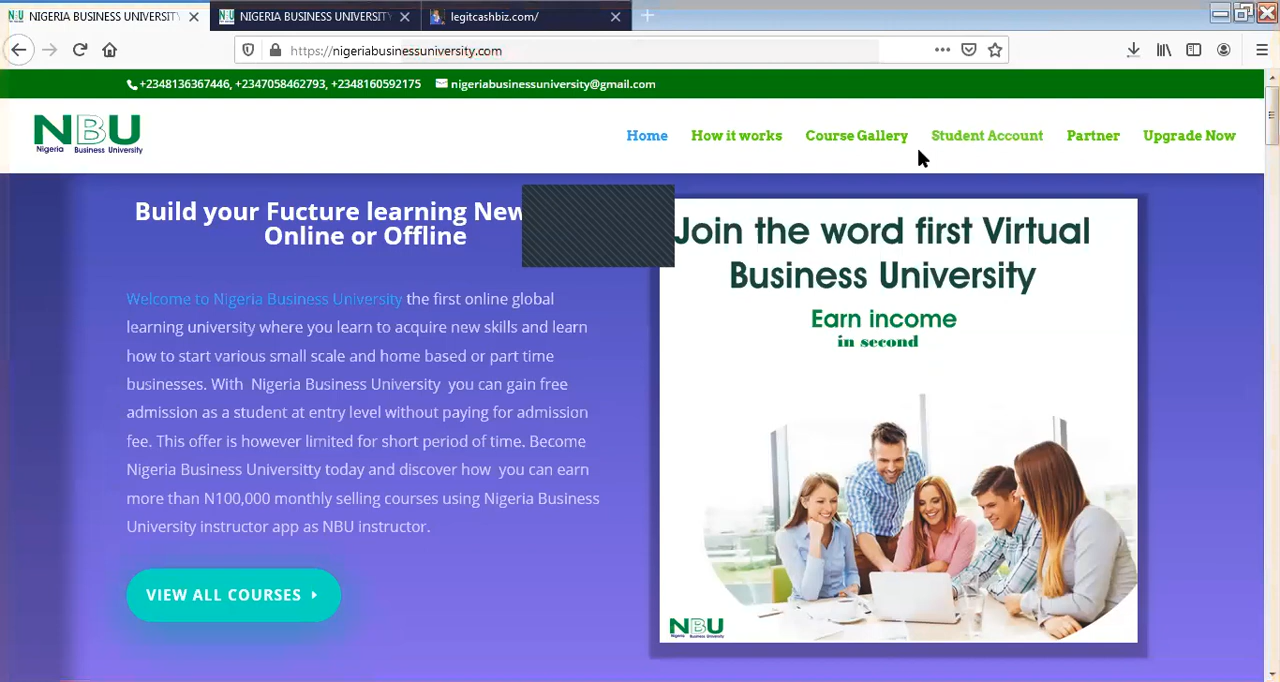 NIGERIA BUSINESS UNIVERSITY
NIGERIA BUSINESS UNIVERSITY
legitcashbiz.com/
https://nigeriabusinessuniversity.com
+2348136367446, +2347058462793, +2348160592175
nigeriabusinessuniversity@gmail.com
NBU
Nigeria Business University
Home
How it works
Course Gallery
Student Account
Partner
Upgrade Now
Build your Fucture learning New
Online or Offline
Welcome to Nigeria Business University the first online global
learning university where you learn to acquire new skills and learn
how to start various small scale and home based or part time
businesses. With Nigeria Business University you can gain free
admission as a student at entry level without paying for admission
fee. This offer is however limited for short period of time. Become
Nigeria Business Universitty today and discover how you can earn
more than N100,000 monthly selling courses using Nigeria Business
University instructor app as NBU instructor.
VIEW ALL COURSES
Join the word first Virtual
Business University
Earn income
in second
NBU
Nigeria Business University